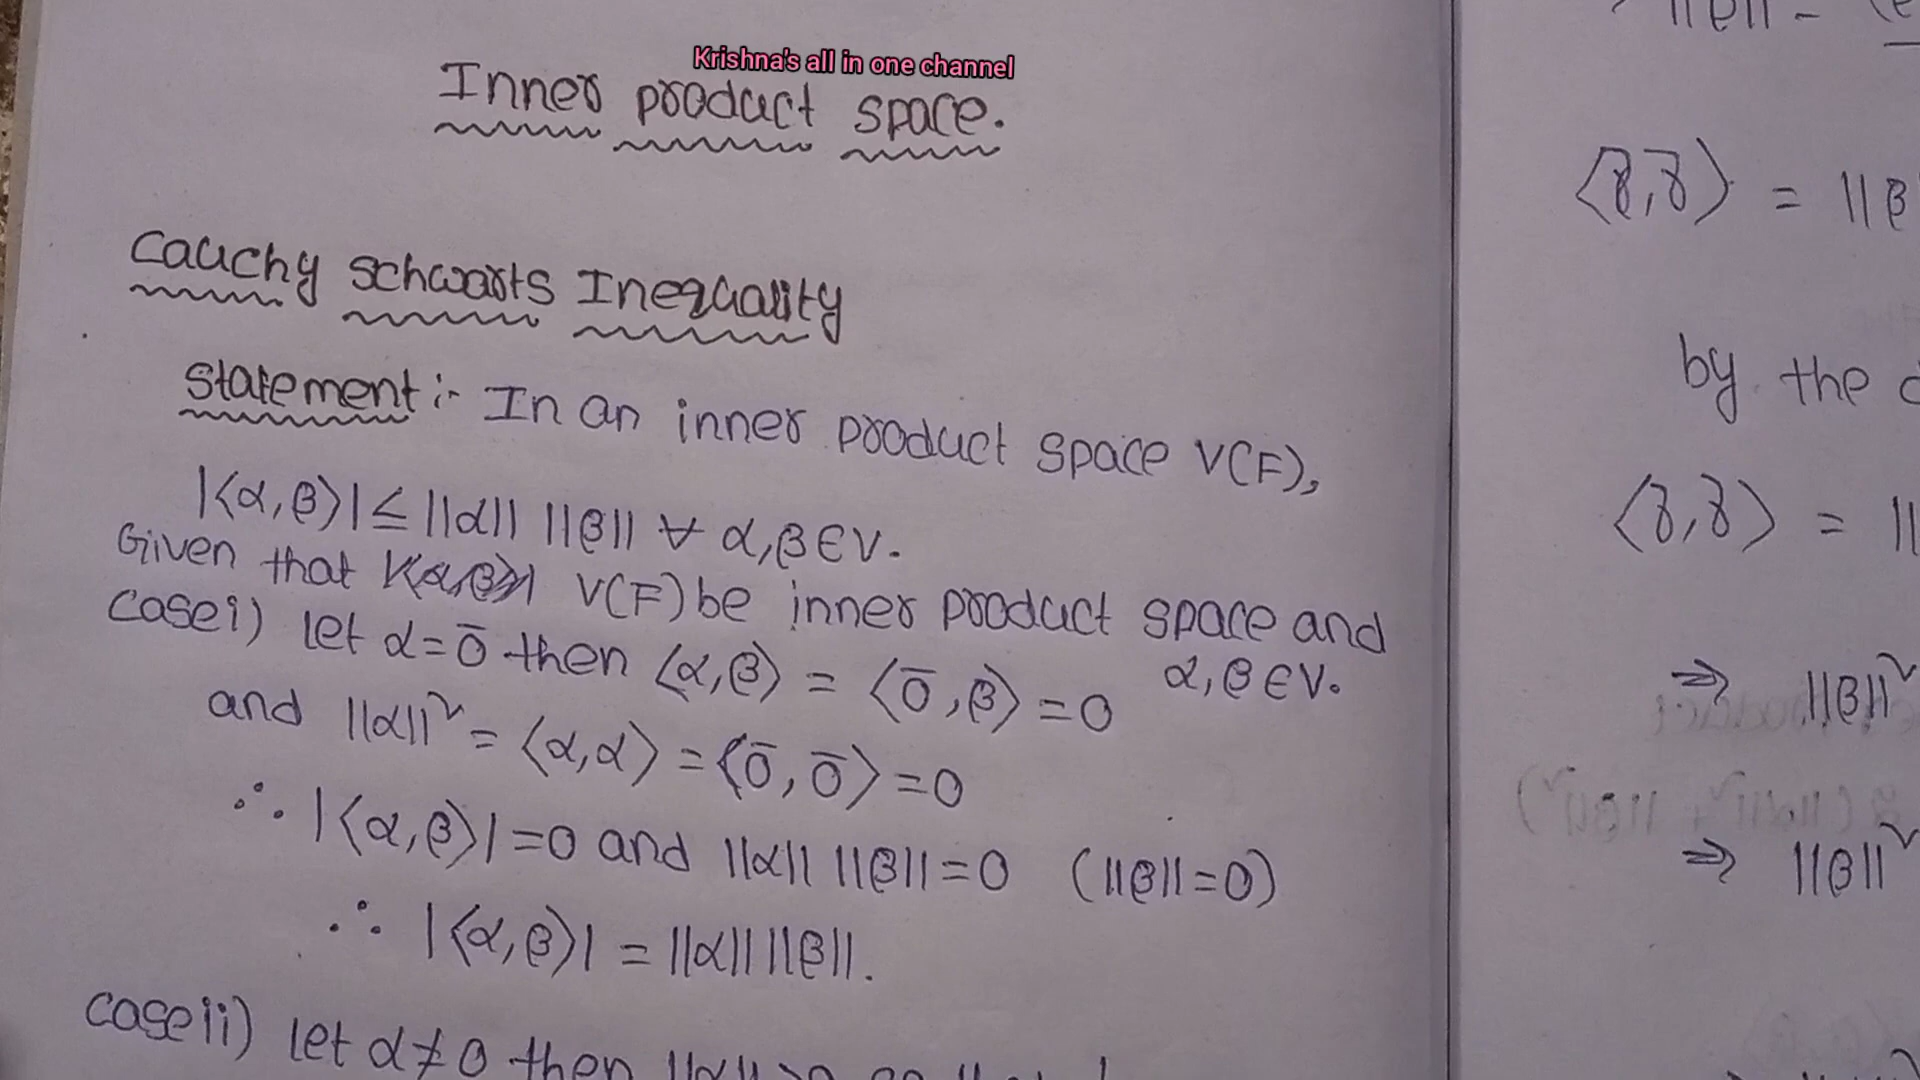 Krishna's all in one channel
Inner product space.
Cauchy schwarts Inequality
Statement :- In an inner product space V(F),
|⟨α,β⟩| ≤ ||α|| ||β|| ∀ α,β∈V.
Given that V(F) be inner product space and
α,β∈V.
case i) let α=0̄ then ⟨α,β⟩ = ⟨0̄,β⟩ = 0
and ||α||² = ⟨α,α⟩ = ⟨0̄,0̄⟩ = 0
∴ |⟨α,β⟩| = 0 and ||α|| ||β|| = 0 (||β||=0)
∴ |⟨α,β⟩| = ||α|| ||β||.
case ii) let α≠0 then
||β||
⟨γ,γ⟩ = ||β
by the
⟨γ,γ⟩ = ||
⇒ ||β||²
⇒ ||β||²